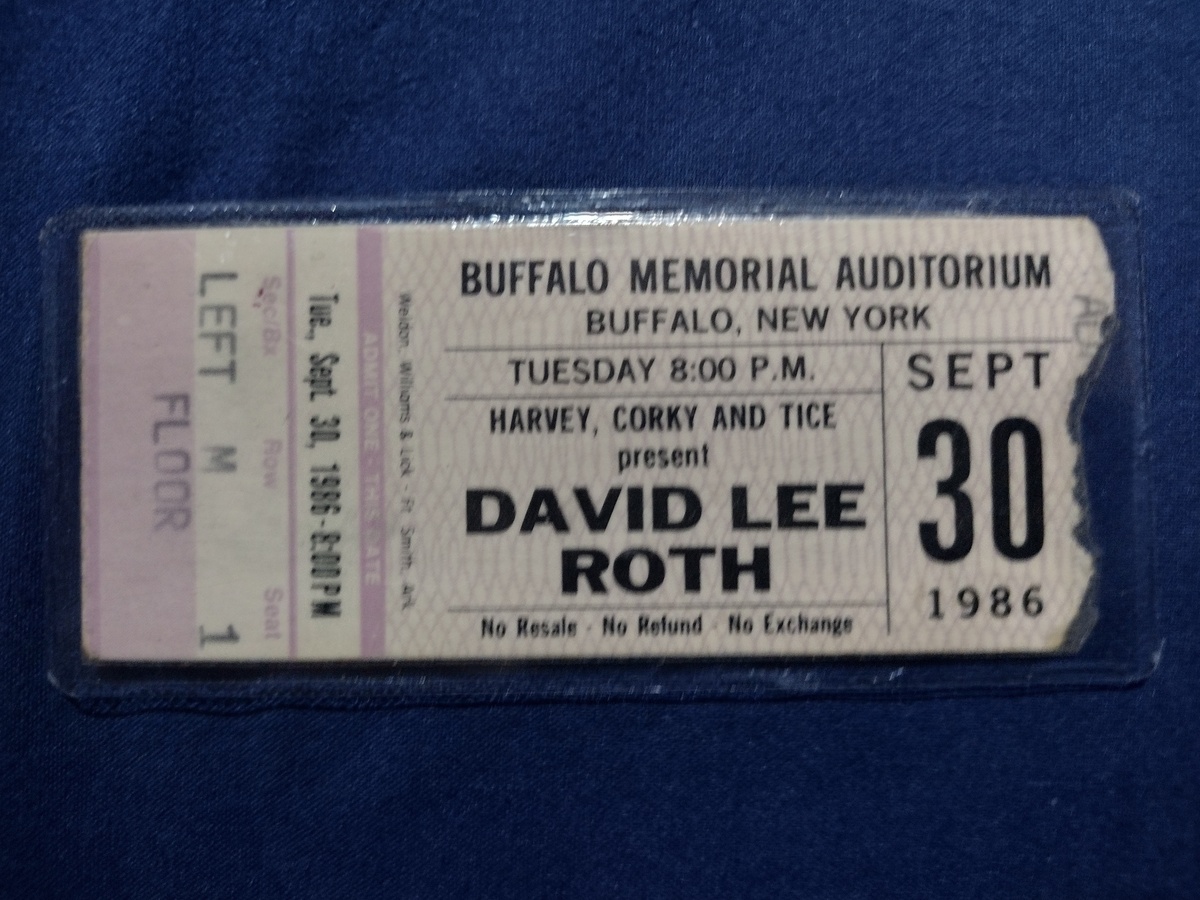 BUFFALO MEMORIAL AUDITORIUM
BUFFALO, NEW YORK
TUESDAY 8:00 P.M.
HARVEY, CORKY AND TICE
present
DAVID LEE
ROTH
No Resale - No Refund - No Exchange
SEPT
30
1986
Weldon, Williams & Lick - Ft. Smith, Ark.
ADMIT ONE - THIS DATE
Tue., Sept 30, 1986-8:00PM
Sec/Bx Row Seat
LEFT M 1
FLOOR